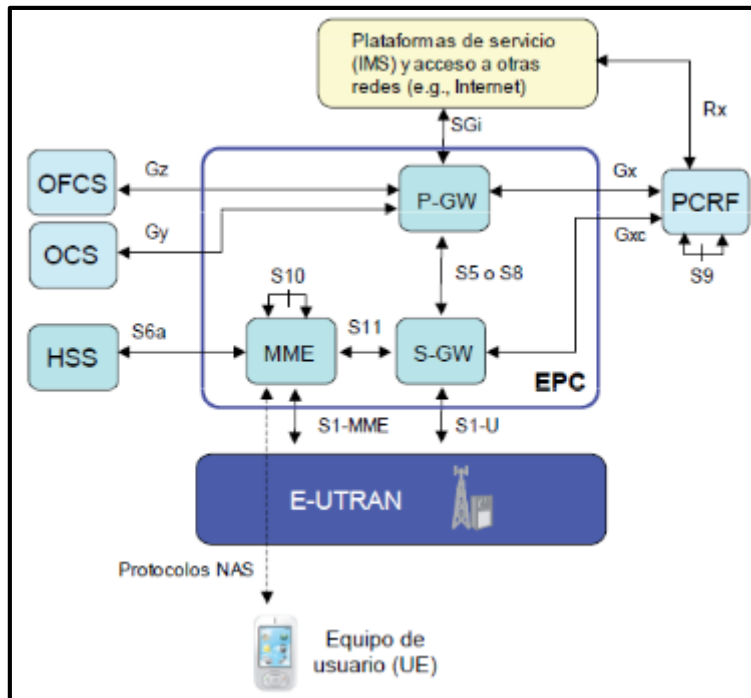 Plataformas de servicio
(IMS) y acceso a otras
redes (e.g., Internet)
SGi
Rx
OFCS
Gz
P-GW
Gx
PCRF
OCS
Gy
Gxc
S9
S5 o S8
S10
HSS
S6a
MME
S11
S-GW
EPC
S1-MME
S1-U
E-UTRAN
Protocolos NAS
Equipo de
usuario (UE)